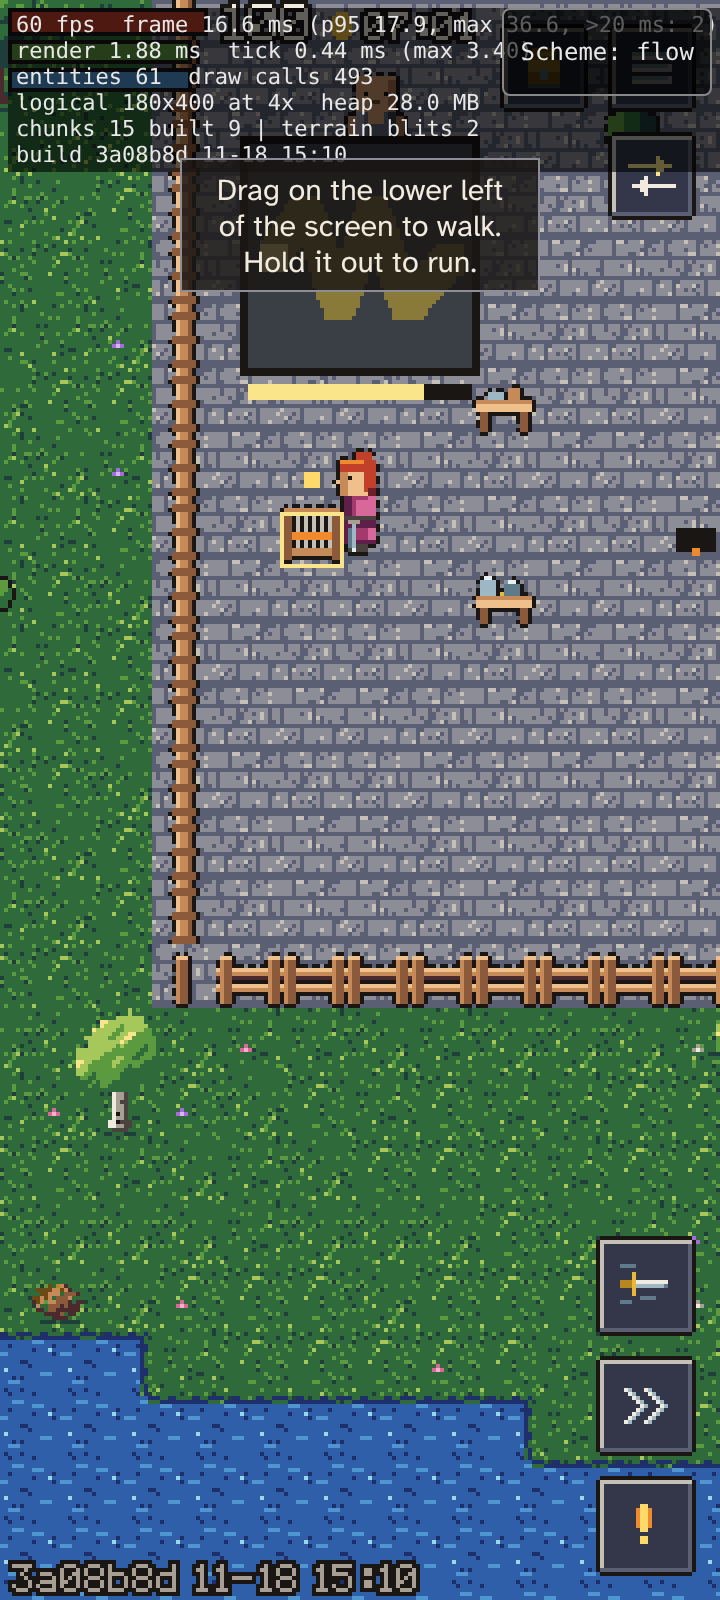 60 fps  frame 16.6 ms (p95 17.9, max 36.6, >20 ms: 2)
render 1.88 ms  tick 0.44 ms (max 3.40
Scheme: flow
entities 61  draw calls 493
logical 180x400 at 4x  heap 28.0 MB
chunks 15 built 9 | terrain blits 2
build 3a08b8d 11-18 15:10
Drag on the lower left
of the screen to walk.
Hold it out to run.
3a08b8d 11-18 15:10